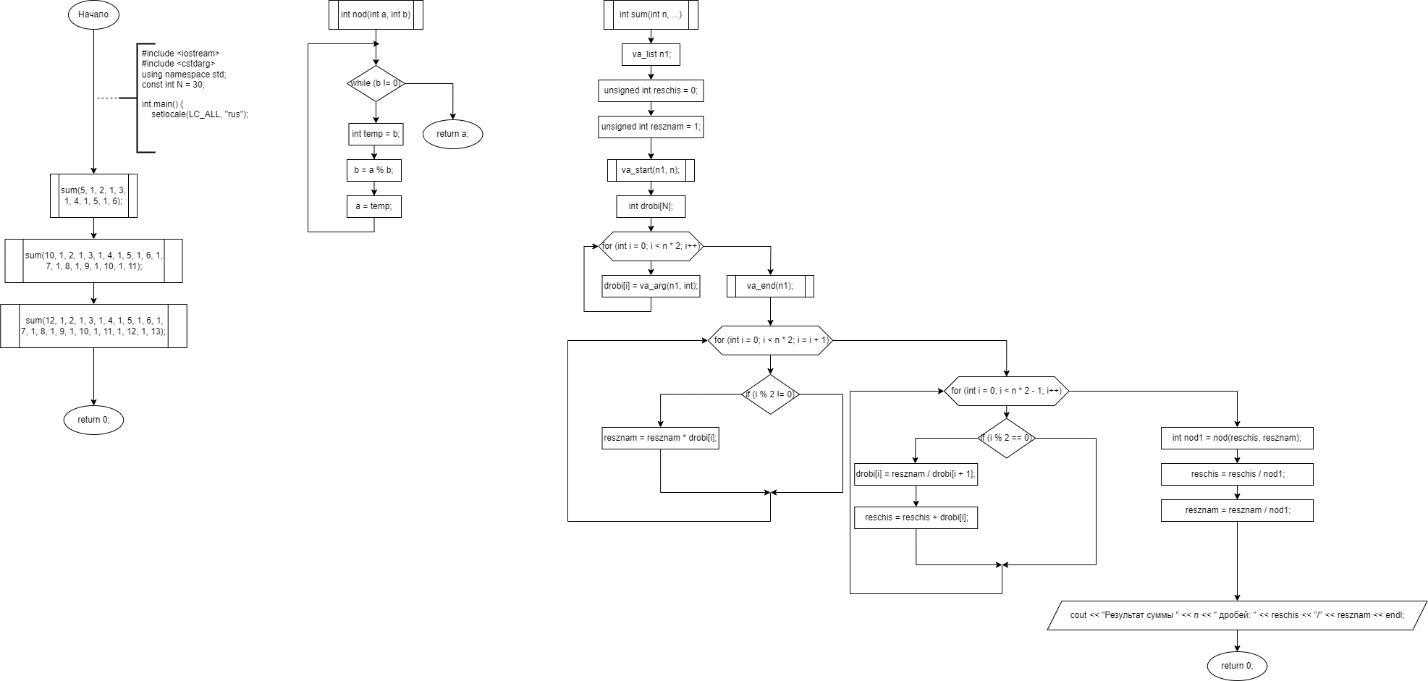 Начало
#include <iostream>
#include <cstdarg>
using namespace std;
const int N = 30;
int main() {
setlocale(LC_ALL, "rus");
sum(5, 1, 2, 1, 3,
1, 4, 1, 5, 1, 6);
sum(10, 1, 2, 1, 3, 1, 4, 1, 5, 1, 6, 1,
7, 1, 8, 1, 9, 1, 10, 1, 11);
sum(12, 1, 2, 1, 3, 1, 4, 1, 5, 1, 6, 1,
7, 1, 8, 1, 9, 1, 10, 1, 11, 1, 12, 1, 13);
return 0;
int nod(int a, int b)
while (b != 0)
int temp = b;
return a;
b = a % b;
a = temp;
int sum(int n, ...)
va_list n1;
unsigned int reschis = 0;
unsigned int resznam = 1;
va_start(n1, n);
int drobi[N];
for (int i = 0; i < n * 2; i++)
drobi[i] = va_arg(n1, int);
va_end(n1);
for (int i = 0; i < n * 2; i = i + 1)
if (i % 2 != 0)
resznam = resznam * drobi[i];
for (int i = 0; i < n * 2 - 1; i++)
if (i % 2 == 0)
drobi[i] = resznam / drobi[i + 1];
reschis = reschis + drobi[i];
int nod1 = nod(reschis, resznam);
reschis = reschis / nod1;
resznam = resznam / nod1;
cout << "Результат суммы " << n << " дробей: " << reschis << "/" << resznam << endl;
return 0;